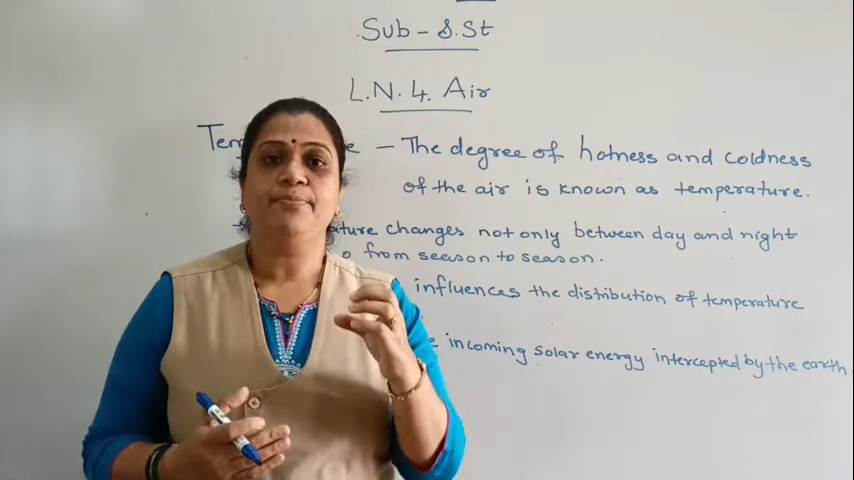 Sub - S.St
L.N. 4. Air
- The degree of hotness and coldness
of the air is known as temperature.
changes not only between day and night
from season to season.
influences the distribution of temperature
incoming solar energy intercepted by the earth.